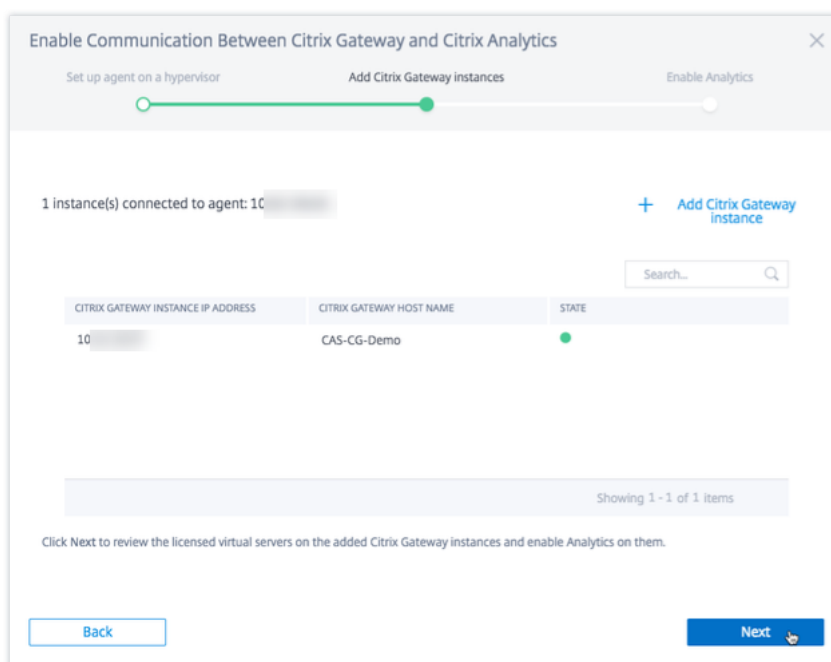 Enable Communication Between Citrix Gateway and Citrix Analytics
Set up agent on a hypervisor Add Citrix Gateway instances Enable Analytics
1 instance(s) connected to agent: 10
+ Add Citrix Gateway
instance
Search...
CITRIX GATEWAY INSTANCE IP ADDRESS CITRIX GATEWAY HOST NAME STATE
10 CAS-CG-Demo
Showing 1 - 1 of 1 items
Click Next to review the licensed virtual servers on the added Citrix Gateway instances and enable Analytics on them.
Back Next